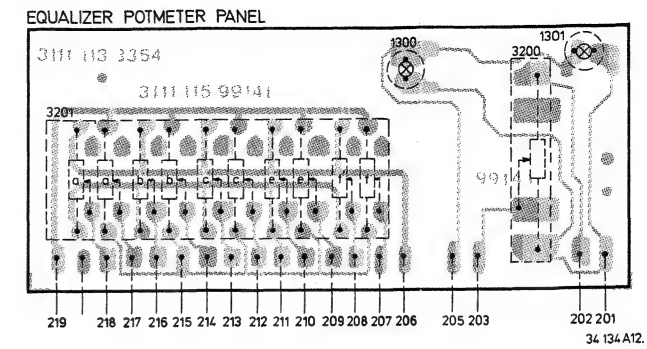 EQUALIZER POTMETER PANEL
1300
1301
3200
3111 113 3354
3111 115 99141
3201
a a b b c c e e f f
9914
219 218 217 216 215 214 213 212 211 210 209 208 207 206 205 203 202 201
34 134 A12.